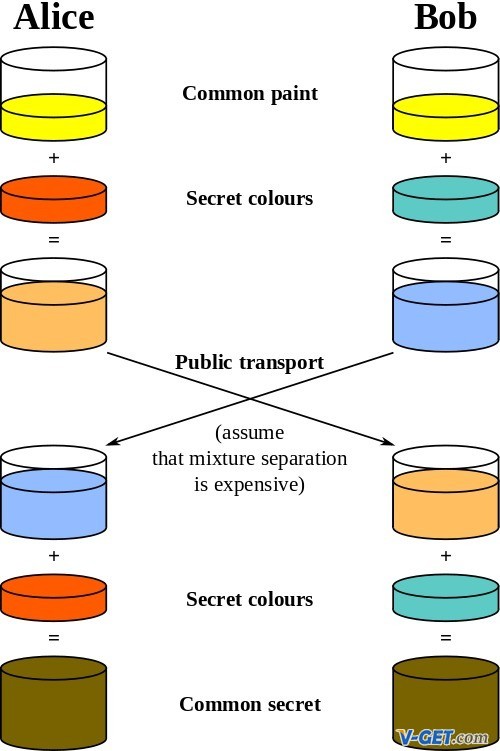 Alice
Bob
Common paint
+
+
Secret colours
=
=
Public transport
(assume
that mixture separation
is expensive)
+
+
Secret colours
=
=
Common secret
V-GET.com